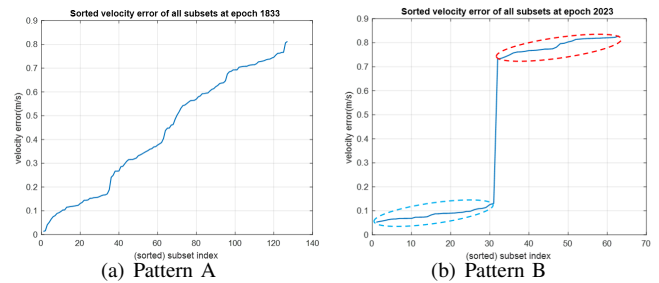 Sorted velocity error of all subsets at epoch 1833
velocity error(m/s)
0.9
0.8
0.7
0.6
0.5
0.4
0.3
0.2
0.1
0
0 20 40 60 80 100 120 140
(sorted) subset index
(a) Pattern A
Sorted velocity error of all subsets at epoch 2023
velocity error(m/s)
0.9
0.8
0.7
0.6
0.5
0.4
0.3
0.2
0.1
0
0 10 20 30 40 50 60 70
(sorted) subset index
(b) Pattern B